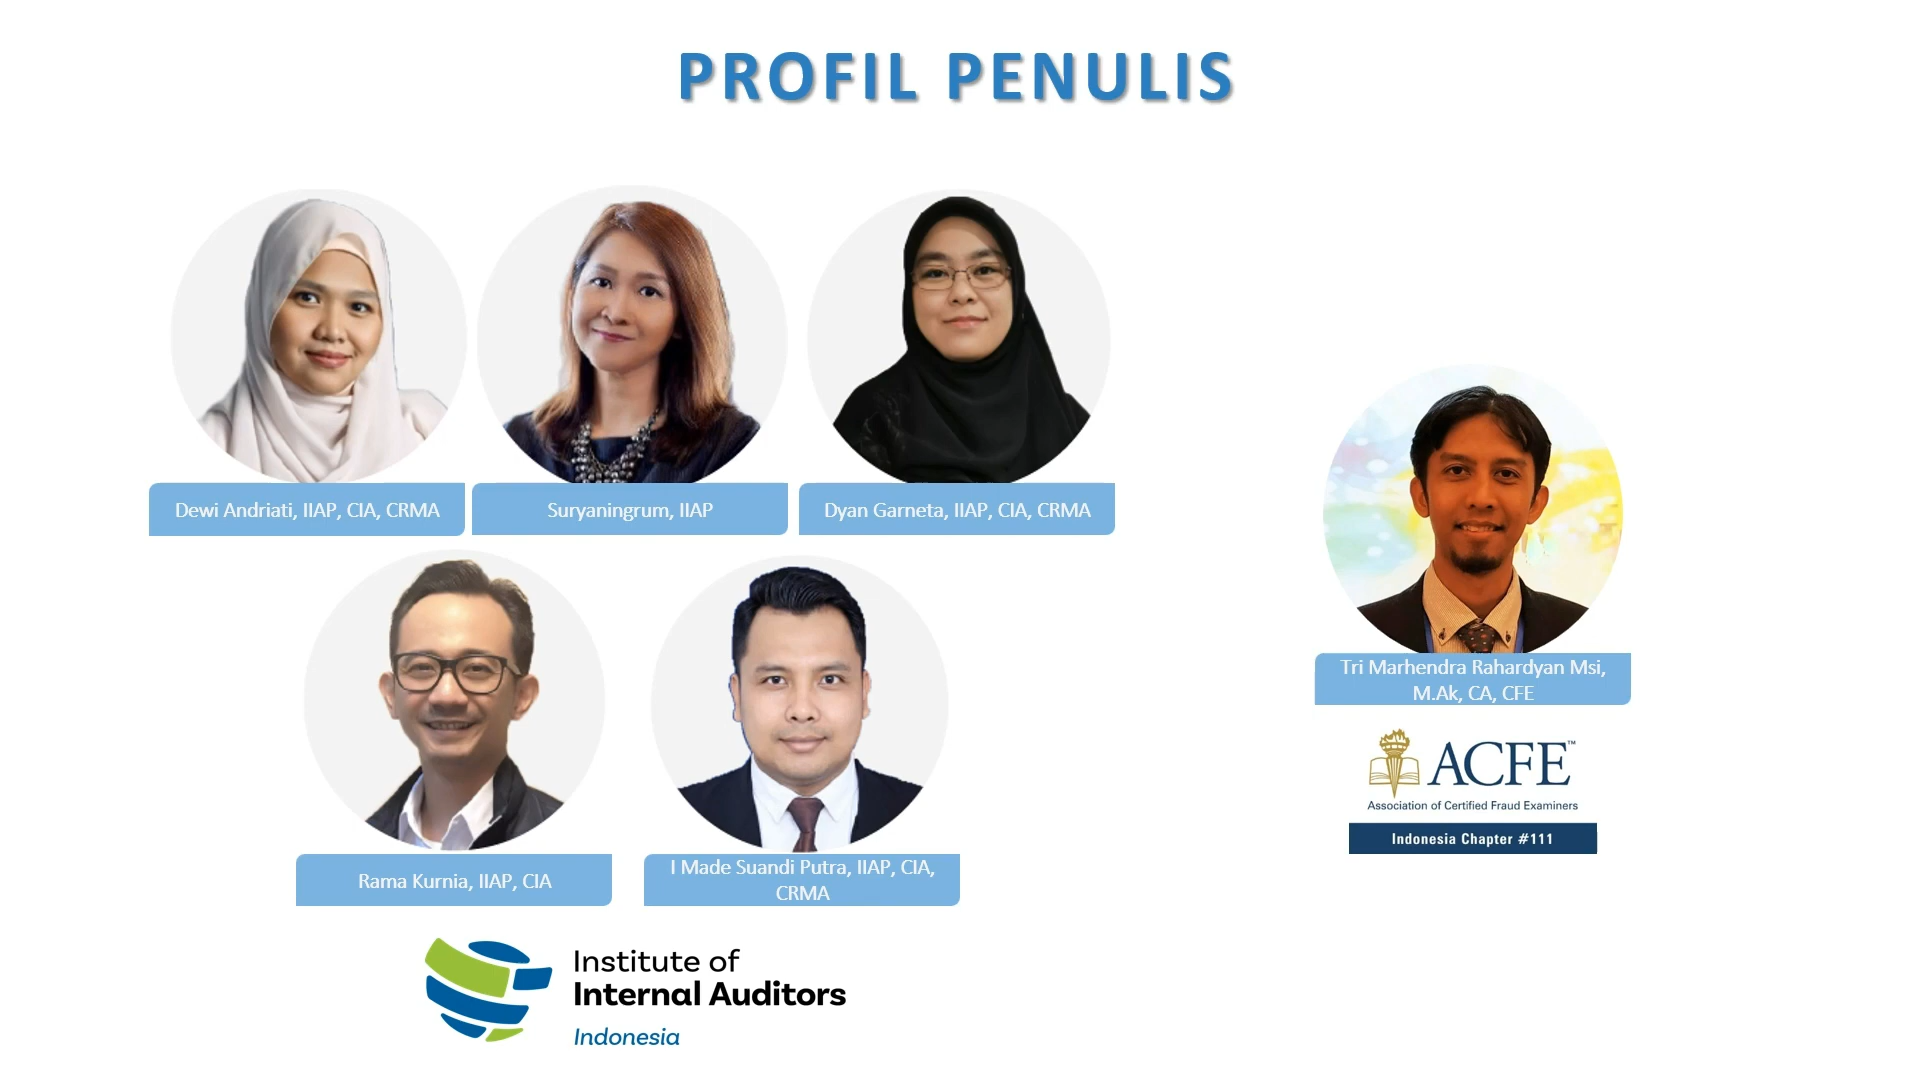 PROFIL PENULIS
Dewi Andriati, IIAP, CIA, CRMA
Suryaningrum, IIAP
Dyan Garneta, IIAP, CIA, CRMA
Rama Kurnia, IIAP, CIA
I Made Suandi Putra, IIAP, CIA,
CRMA
Institute of
Internal Auditors
Indonesia
Tri Marhendra Rahardyan Msi,
M.Ak, CA, CFE
ACFE™
Association of Certified Fraud Examiners
Indonesia Chapter #111